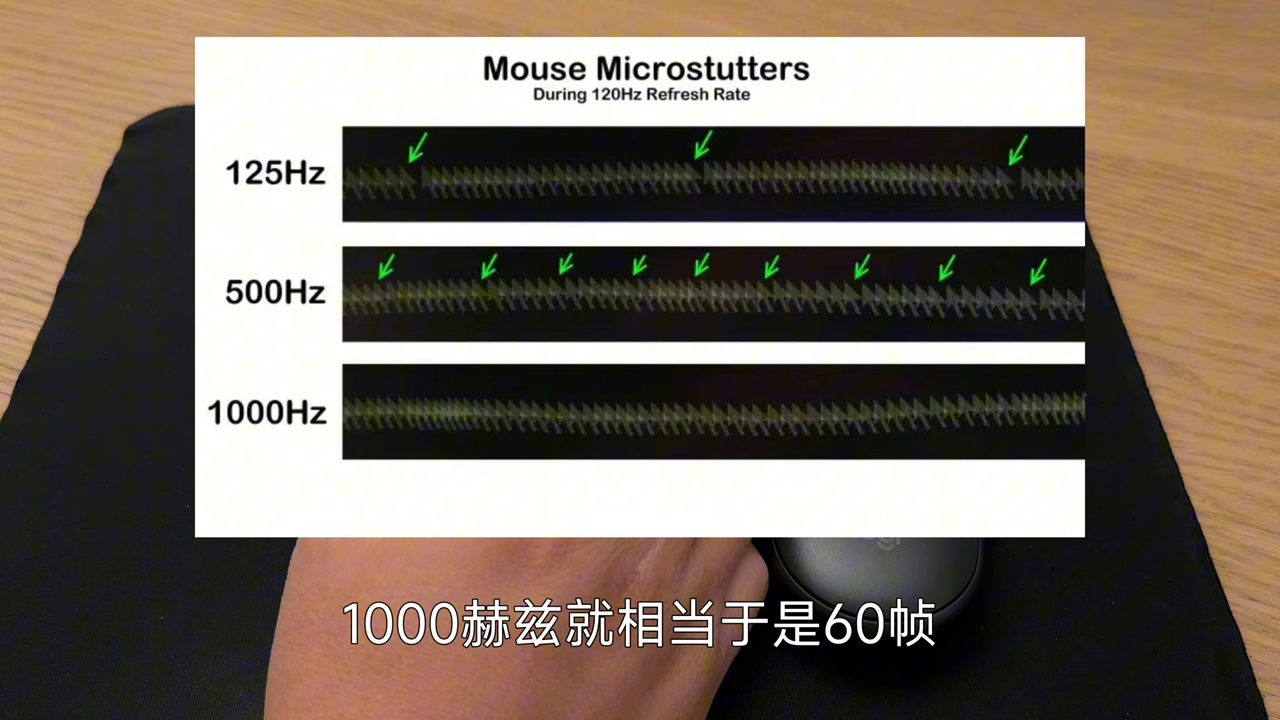 Mouse Microstutters
During 120Hz Refresh Rate
125Hz
500Hz
1000Hz
1000赫兹就相当于是60帧